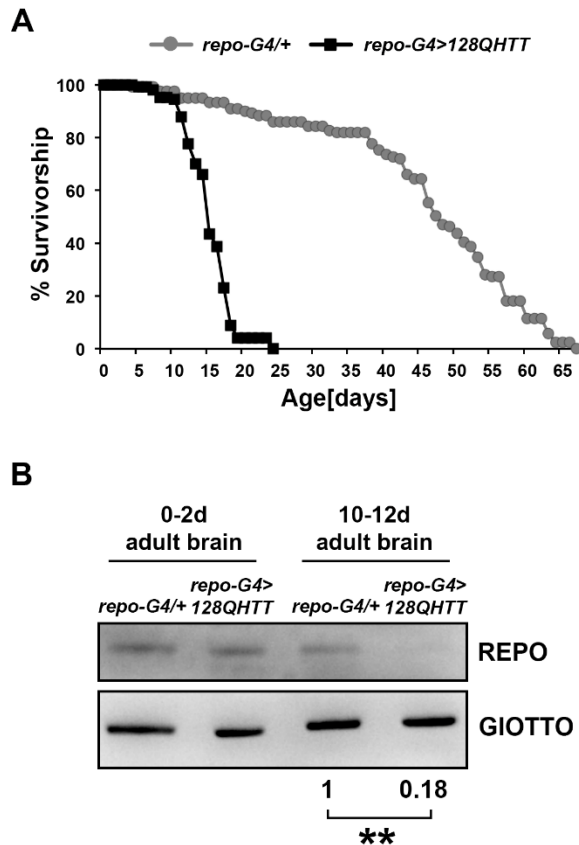 A
repo-G4/+ repo-G4>128QHTT
100
80
60
40
20
0
% Survivorship
0 5 10 15 20 25 30 35 40 45 50 55 60 65
Age[days]
B
0-2d 10-12d
adult brain adult brain
repo-G4/+ repo-G4> repo-G4/+ repo-G4>
128QHTT 128QHTT
REPO
GIOTTO
1 0.18
**